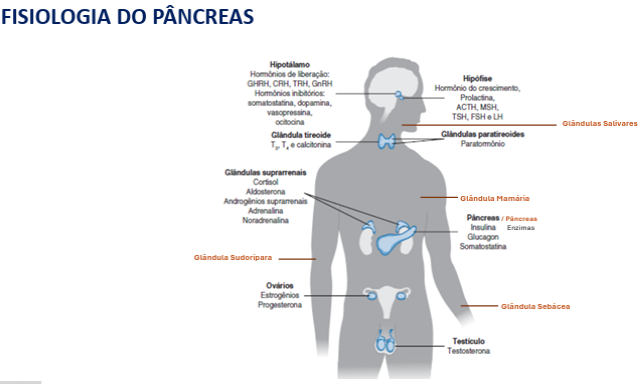 FISIOLOGIA DO PÂNCREAS
Hipotálamo
Hormônios de liberação:
GHRH, CRH, TRH, GnRH
Hormônios inibitórios:
somatostatina, dopamina,
vasopressina,
ocitocina
Hipófise
Hormônio do crescimento,
Prolactina,
ACTH, MSH,
TSH, FSH e LH
Glândulas Salivares
Glândula tireoide
T3, T4 e calcitonina
Glândulas paratireoides
Paratormônio
Glândulas suprarrenais
Cortisol
Aldosterona
Androgênios suprarrenais
Adrenalina
Noradrenalina
Glândula Mamária
Pâncreas / Pâncreas
Insulina Enzimas
Glucagon
Somatostatina
Glândula Sudorípara
Ovários
Estrogênios
Progesterona
Glândula Sebácea
Testículo
Testosterona